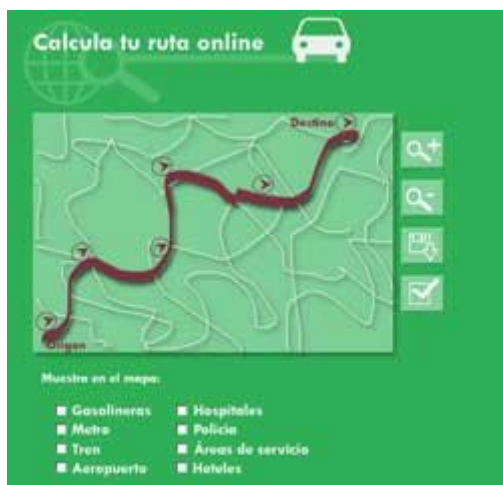 Calcula tu ruta online
Destino
Origen
Muestra en el mapa:
Gasolineras
Metro
Tren
Aeropuerto
Hospitales
Policía
Áreas de servicio
Hoteles